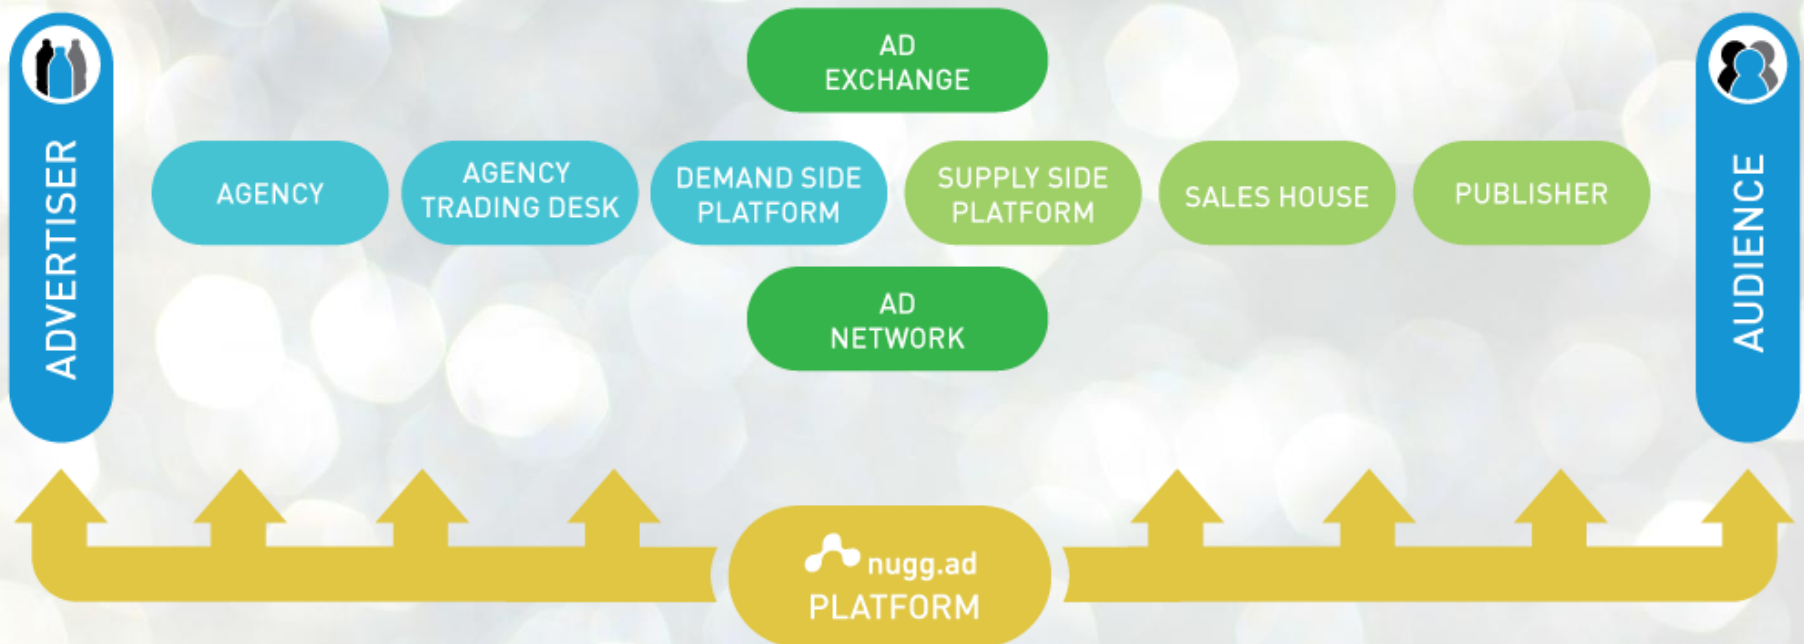 ADVERTISER
AD
EXCHANGE
AGENCY
AGENCY
TRADING DESK
DEMAND SIDE
PLATFORM
SUPPLY SIDE
PLATFORM
SALES HOUSE
PUBLISHER
AD
NETWORK
AUDIENCE
nugg.ad
PLATFORM